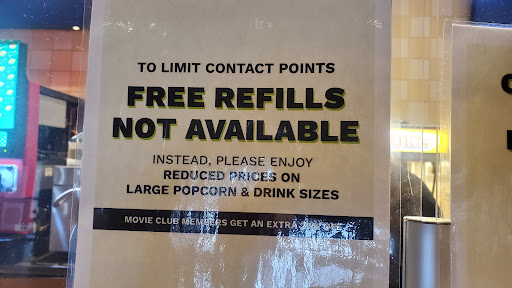 TO LIMIT CONTACT POINTS
FREE REFILLS
NOT AVAILABLE
INSTEAD, PLEASE ENJOY
REDUCED PRICES ON
LARGE POPCORN & DRINK SIZES
MOVIE CLUB MEMBERS GET AN EXTRA